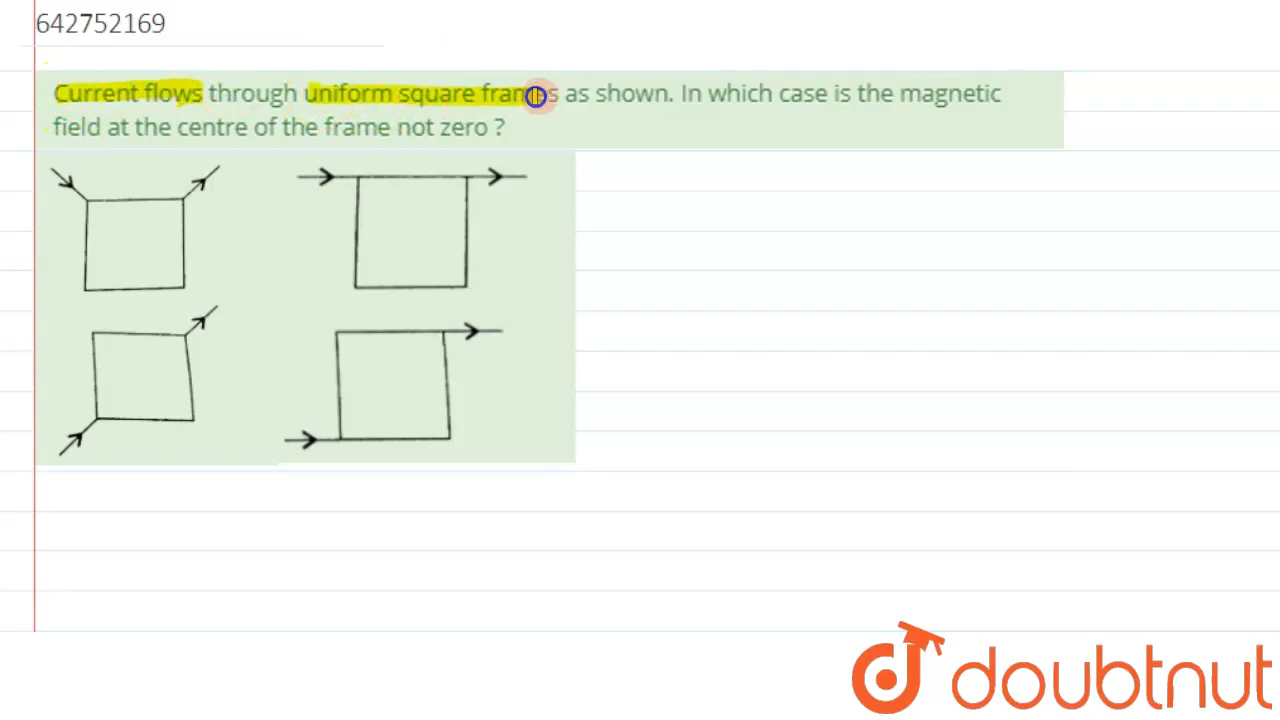 642752169
Current flows through uniform square frames as shown. In which case is the magnetic
field at the centre of the frame not zero ?
doubtnut